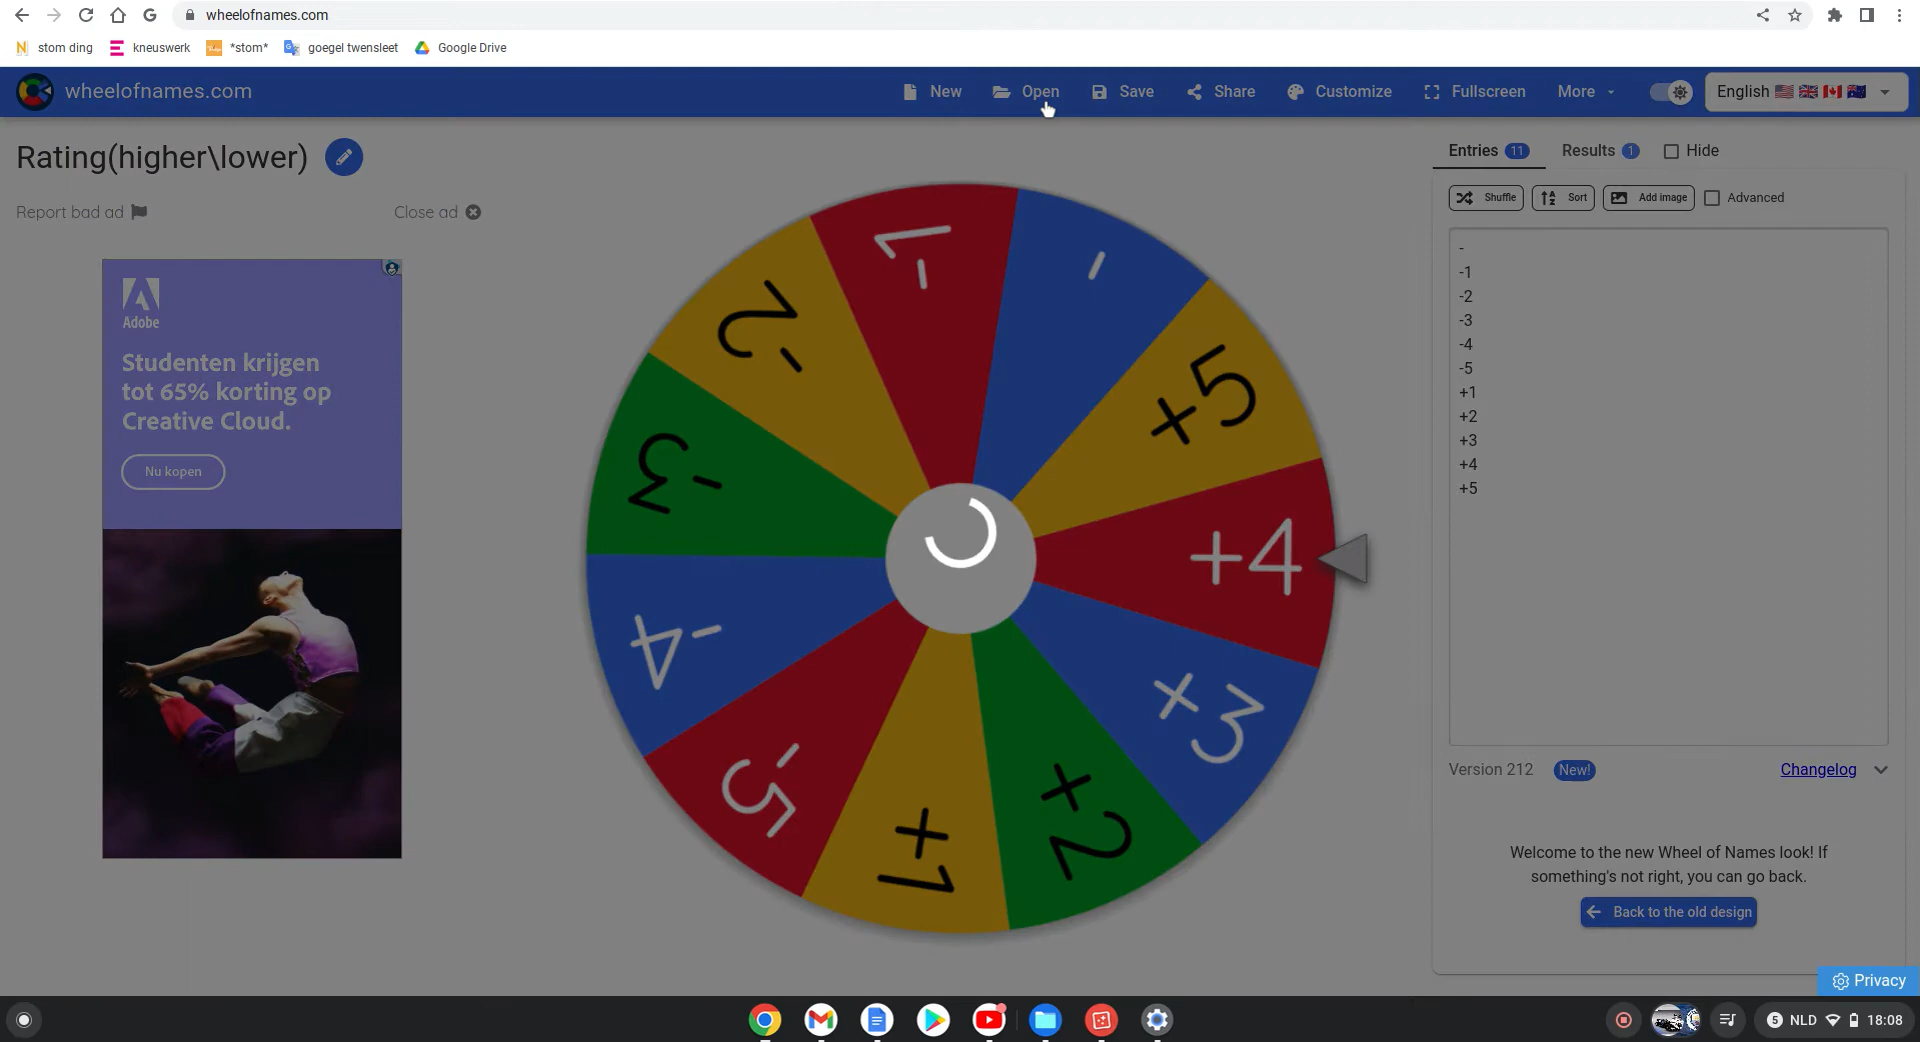 wheelofnames.com
stom ding
kneuswerk
*stom*
goegel twensleet
Google Drive
wheelofnames.com
New
Open
Save
Share
Customize
Fullscreen
More
English
Rating(higher\lower)
Report bad ad
Close ad
Adobe
Studenten krijgen
tot 65% korting op
Creative Cloud.
Nu kopen
-
+5
+4
+3
+2
+1
-5
-4
-3
-2
-1
Entries 11
Results 1
Hide
Shuffle
Sort
Add image
Advanced
-
-1
-2
-3
-4
-5
+1
+2
+3
+4
+5
Version 212
New!
Changelog
Welcome to the new Wheel of Names look! If
something's not right, you can go back.
Back to the old design
Privacy
5 NLD 18:08